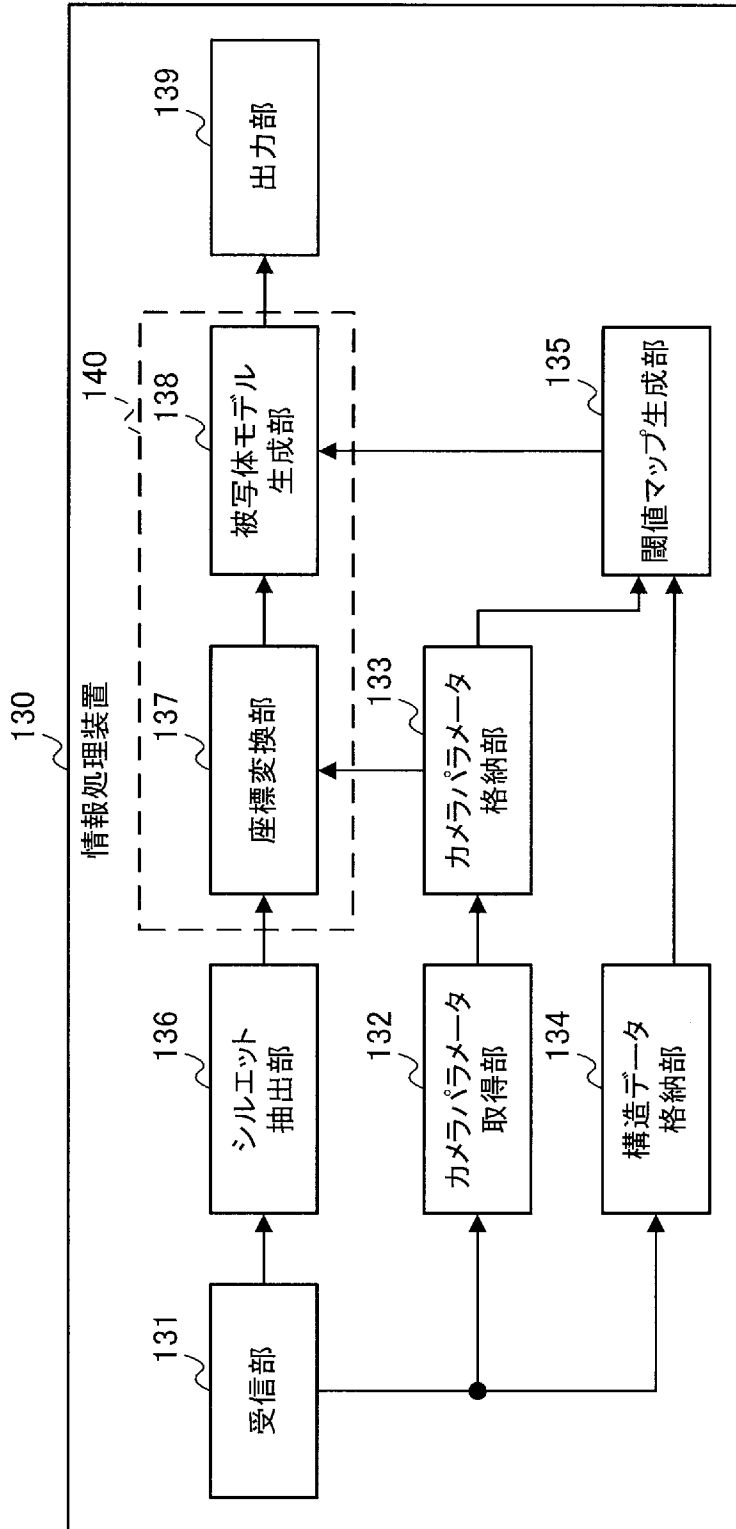 130
情報処理装置
140
131
受信部
136
シルエット
抽出部
137
座標変換部
138
被写体モデル
生成部
139
出力部
132
カメラパラメータ
取得部
133
カメラパラメータ
格納部
134
構造データ
格納部
135
閾値マップ生成部